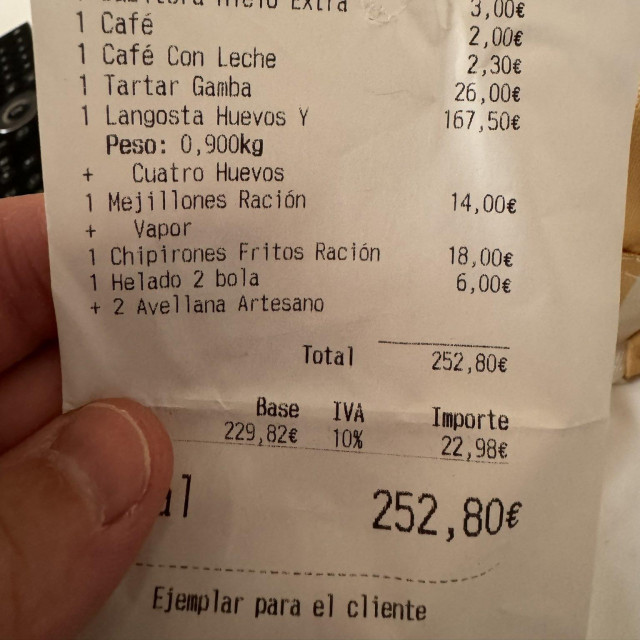 Extra 3,00€
1 Café 2,00€
1 Café Con Leche 2,30€
1 Tartar Gamba 26,00€
1 Langosta Huevos Y 167,50€
Peso: 0,900kg
+ Cuatro Huevos
1 Mejillones Ración 14,00€
+ Vapor
1 Chipirones Fritos Ración 18,00€
1 Helado 2 bola 6,00€
+ 2 Avellana Artesano
Total 252,80€
Base IVA Importe
229,82€ 10% 22,98€
al 252,80€
Ejemplar para el cliente